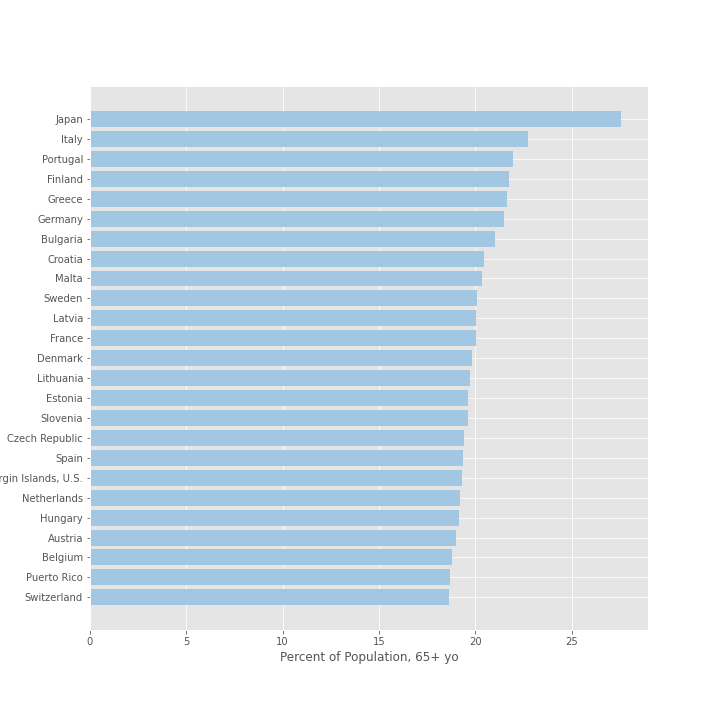 Japan
Italy
Portugal
Finland
Greece
Germany
Bulgaria
Croatia
Malta
Sweden
Latvia
France
Denmark
Lithuania
Estonia
Slovenia
Czech Republic
Spain
rgin Islands, U.S.
Netherlands
Hungary
Austria
Belgium
Puerto Rico
Switzerland
0 5 10 15 20 25
Percent of Population, 65+ yo